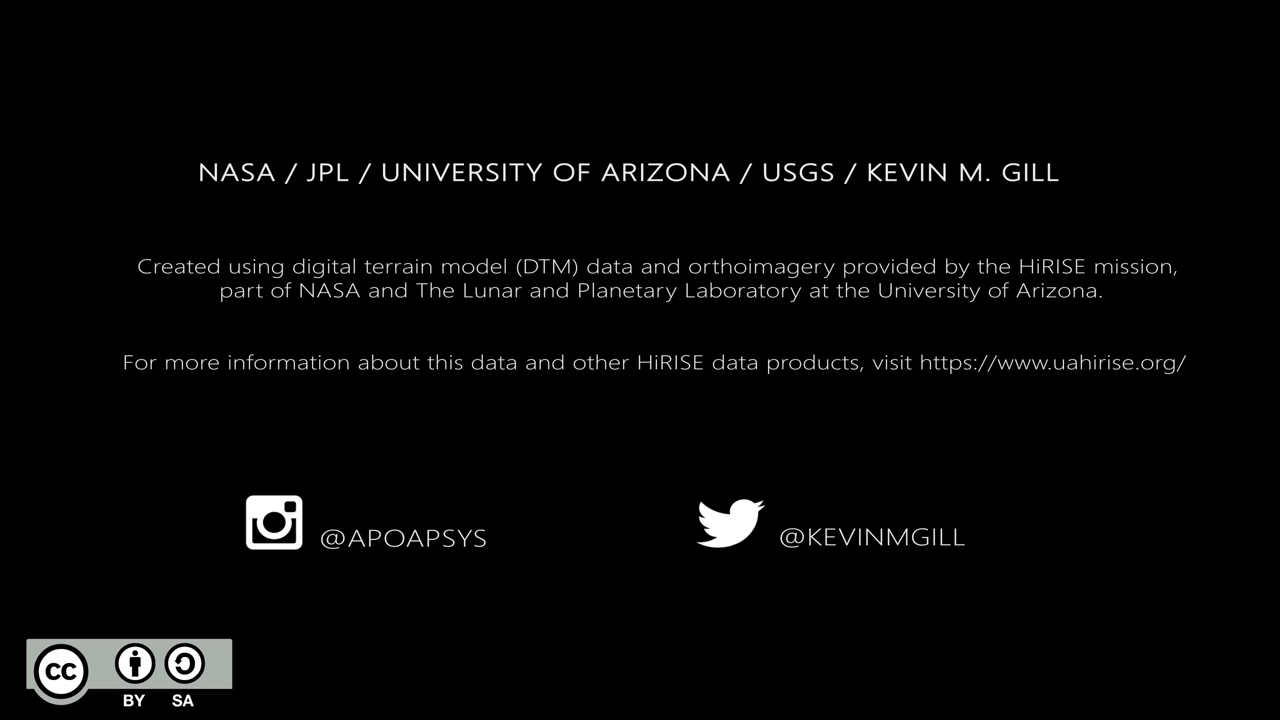 NASA / JPL / UNIVERSITY OF ARIZONA / USGS / KEVIN M. GILL
Created using digital terrain model (DTM) data and orthoimagery provided by the HiRISE mission,
part of NASA and The Lunar and Planetary Laboratory at the University of Arizona.
For more information about this data and other HiRISE data products, visit https://www.uahirise.org/
@APOAPSYS
@KEVINMGILL
cc
BY SA